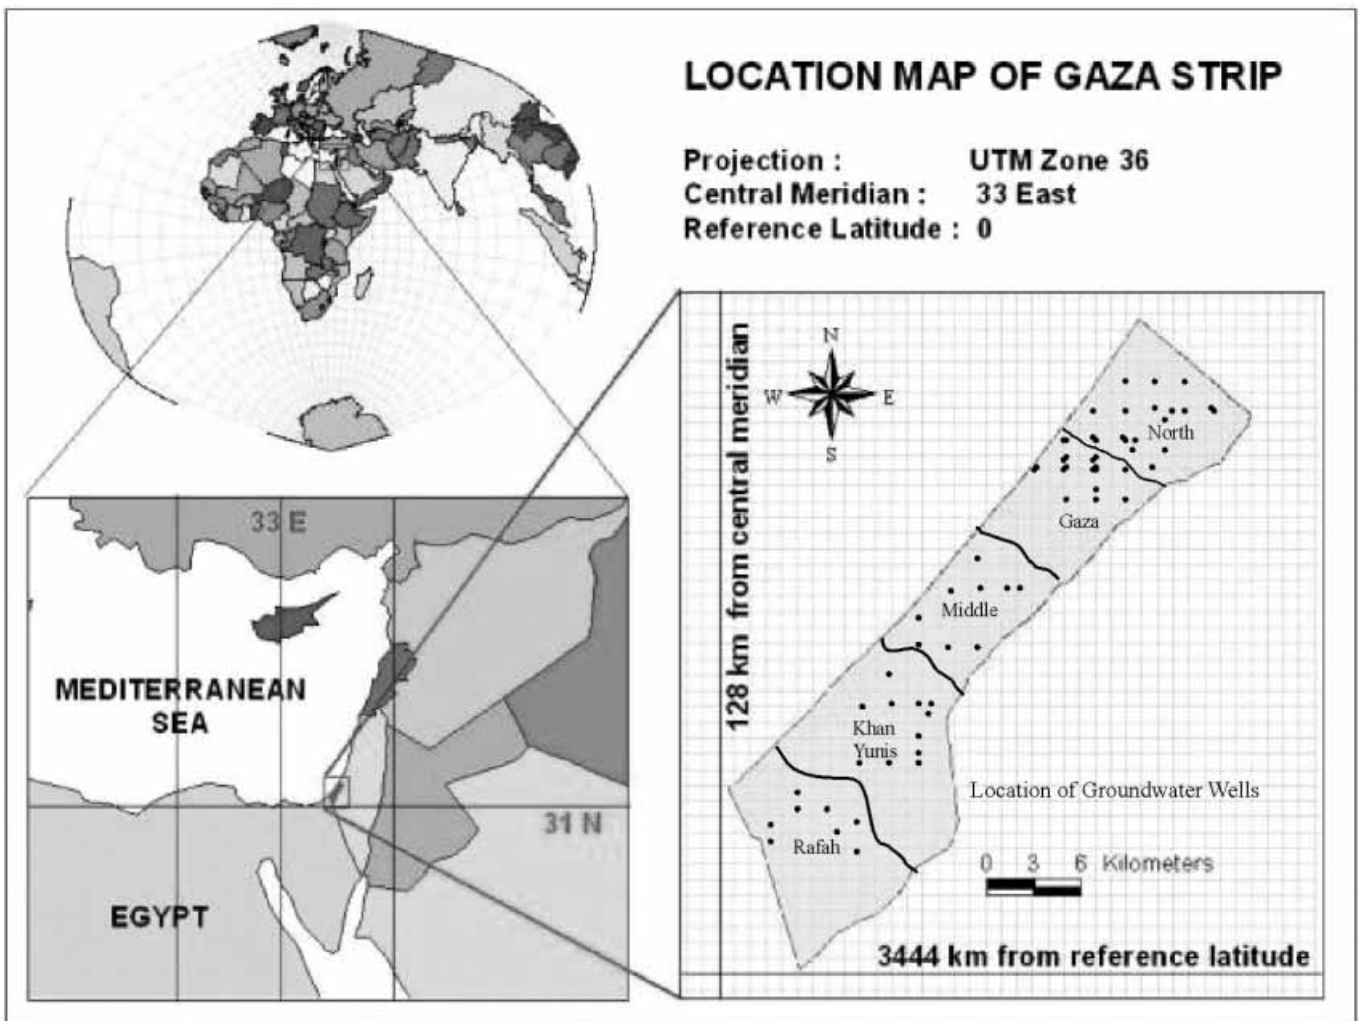 LOCATION MAP OF GAZA STRIP
Projection : UTM Zone 36
Central Meridian : 33 East
Reference Latitude : 0
33 E
MEDITERRANEAN
SEA
31 N
EGYPT
128 km from central meridian
N
W E
S
North
Gaza
Middle
Khan
Yunis
Rafah
Location of Groundwater Wells
0 3 6 Kilometers
3444 km from reference latitude